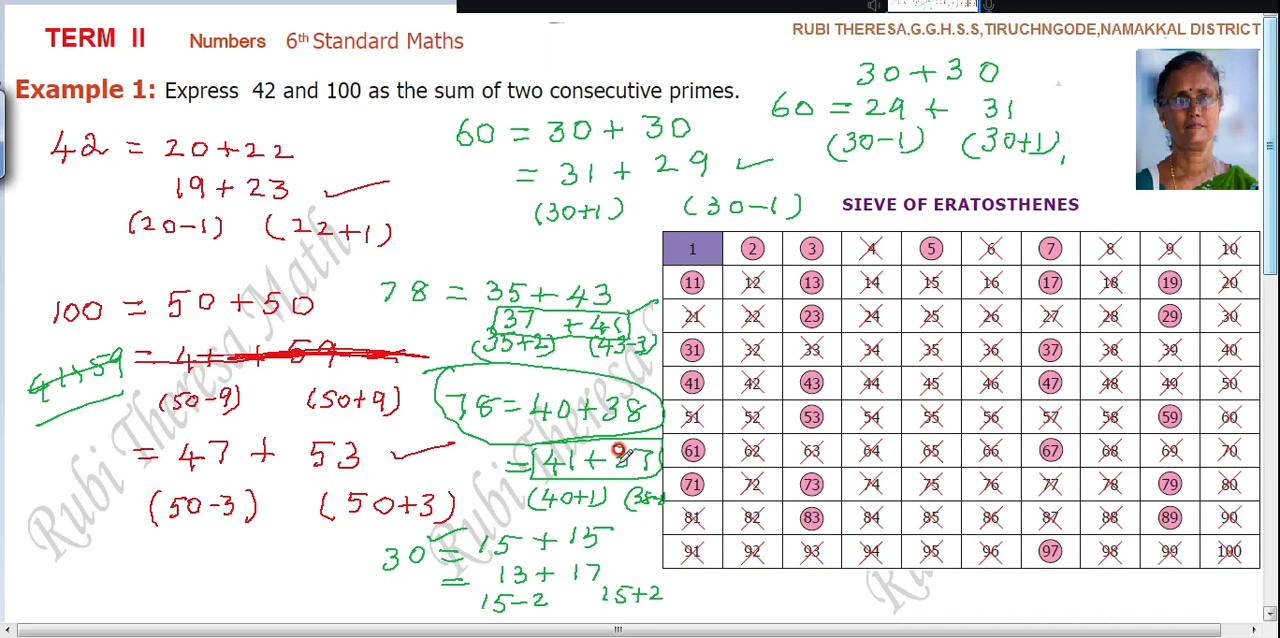 TERM II
Numbers 6th Standard Maths
RUBI THERESA,G.G.H.S.S,TIRUCHNGODE,NAMAKKAL DISTRICT
Example 1: Express 42 and 100 as the sum of two consecutive primes.
42 = 20+22
19 + 23
(20-1) (22+1)
100 = 50+50
= 41 + 59
41+59
(50-9) (50+9)
= 47 + 53
(50-3) (50+3)
60 = 30 + 30
= 31 + 29
(30+1) (30-1)
30+30
60 = 29 + 31
(30-1) (30+1)
78 = 35+43
37 + 41
(35+2) (43-2)
78 = 40+38
= 41+37
(40+1) (38-1
30 = 15 + 15
= 13 + 17
15-2 15+2
SIEVE OF ERATOSTHENES
1 2 3 4 5 6 7 8 9 10
11 12 13 14 15 16 17 18 19 20
21 22 23 24 25 26 27 28 29 30
31 32 33 34 35 36 37 38 39 40
41 42 43 44 45 46 47 48 49 50
51 52 53 54 55 56 57 58 59 60
61 62 63 64 65 66 67 68 69 70
71 72 73 74 75 76 77 78 79 80
81 82 83 84 85 86 87 88 89 90
91 92 93 94 95 96 97 98 99 100
Rubi Theresa Math
Rubi Theresa